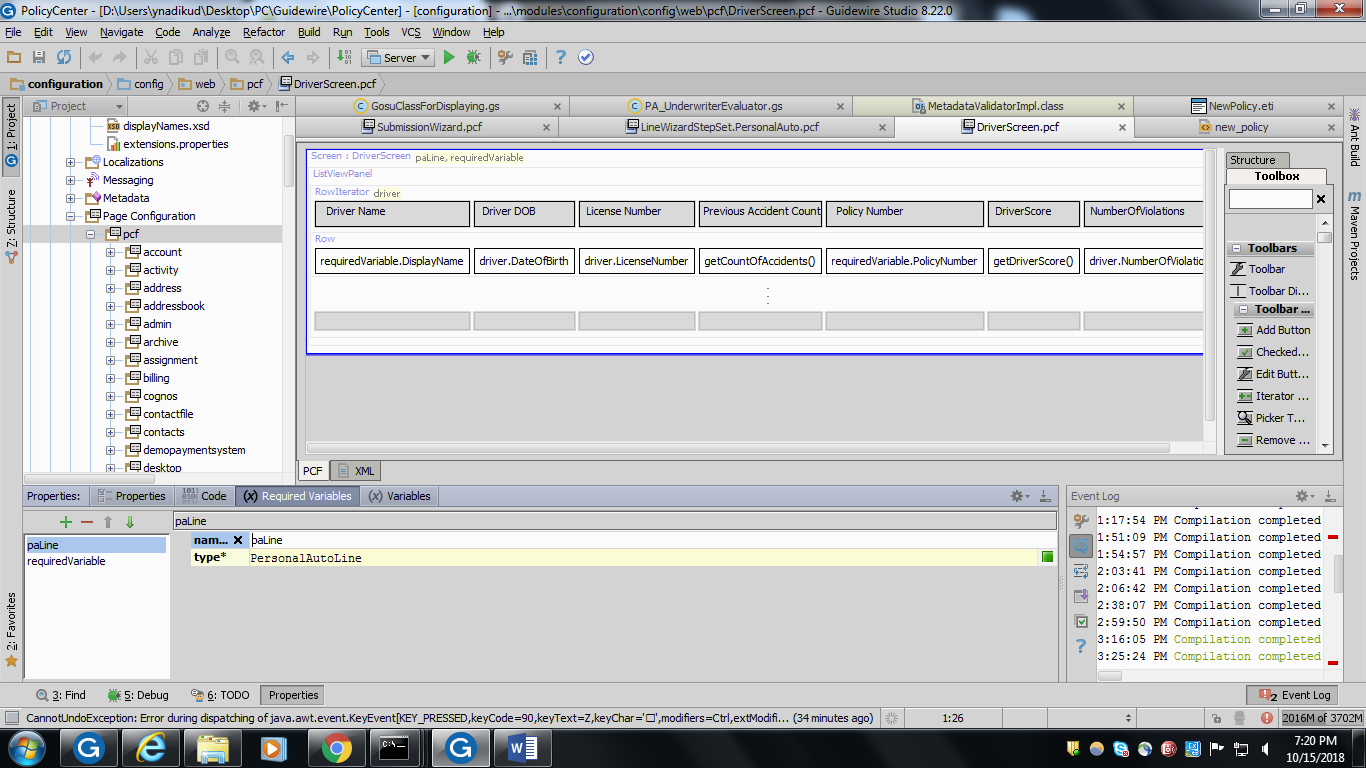 PolicyCenter - [D:\Users\ynadikud\Desktop\PC\Guidewire\PolicyCenter] - [configuration] - ...\modules\configuration\config\web\pcf\DriverScreen.pcf - Guidewire Studio 8.22.0
File Edit View Navigate Code Analyze Refactor Build Run Tools VCS Window Help
Server
configuration config web pcf DriverScreen.pcf
Project
GosuClassForDisplaying.gs PA_UnderwriterEvaluator.gs MetadataValidatorImpl.class NewPolicy.eti
SubmissionWizard.pcf LineWizardStepSet.PersonalAuto.pcf DriverScreen.pcf new_policy
1: Project
Z: Structure
2: Favorites
displayNames.xsd
extensions.properties
Localizations
Messaging
Metadata
Page Configuration
pcf
account
activity
address
addressbook
admin
archive
assignment
billing
cognos
contactfile
contacts
demopaymentsystem
desktop
Screen : DriverScreen paLine, requiredVariable
ListViewPanel
RowIterator driver
Driver Name Driver DOB License Number Previous Accident Count Policy Number DriverScore NumberOfViolations
Row
requiredVariable.DisplayName driver.DateOfBirth driver.LicenseNumber getCountOfAccidents() requiredVariable.PolicyNumber getDriverScore() driver.NumberOfViolatio
PCF XML
Structure
Toolbox
Toolbars
Toolbar
Toolbar Di...
Toolbar ...
Add Button
Checked...
Edit Butt...
Iterator ...
Picker T...
Remove ...
Ant Build
Maven Projects
Properties: Properties Code (x) Required Variables (x) Variables
paLine
requiredVariable
paLine
nam... paLine
type* PersonalAutoLine
Event Log
1:17:54 PM Compilation completed
1:51:09 PM Compilation completed
1:54:57 PM Compilation completed
2:03:41 PM Compilation completed
2:06:42 PM Compilation completed
2:38:07 PM Compilation completed
2:59:50 PM Compilation completed
3:16:05 PM Compilation completed
3:25:24 PM Compilation completed
3: Find 5: Debug 6: TODO Properties 2 Event Log
CannotUndoException: Error during dispatching of java.awt.event.KeyEvent[KEY_PRESSED,keyCode=90,keyText=Z,keyChar='□',modifiers=Ctrl,extModifi... (34 minutes ago) 1:26 2016M of 3702M
7:20 PM
10/15/2018